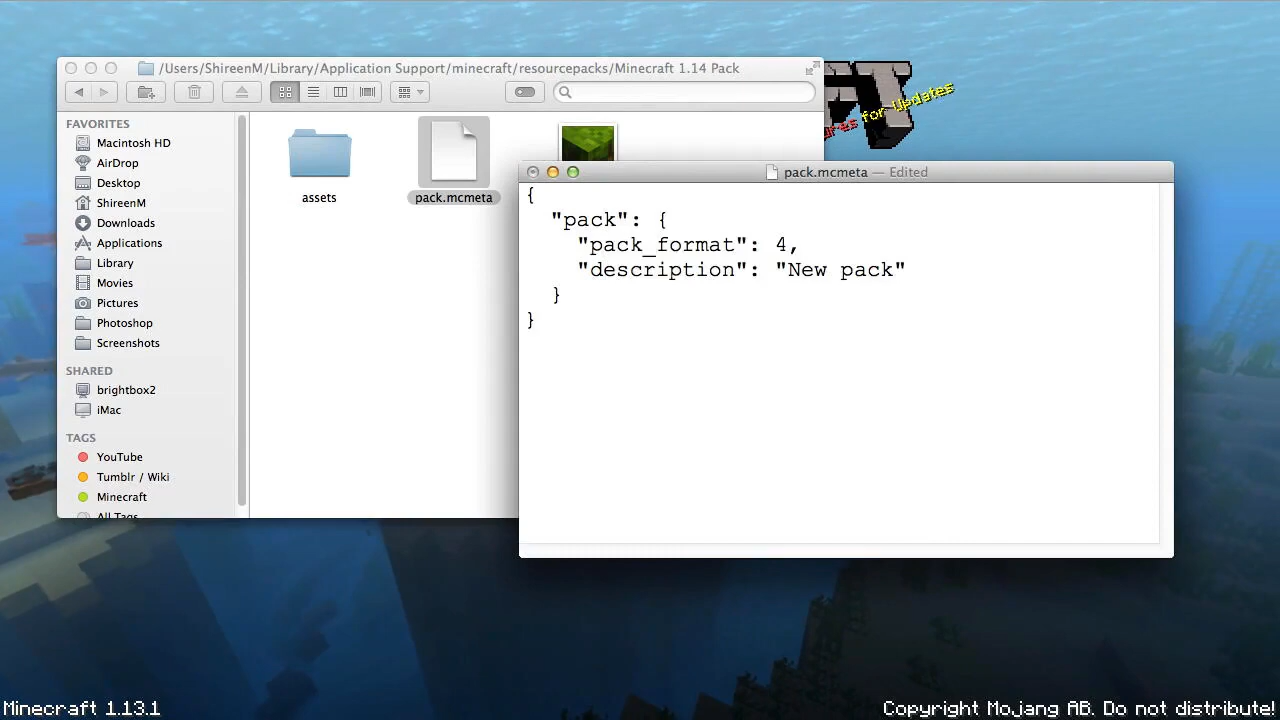 /Users/ShireenM/Library/Application Support/minecraft/resourcepacks/Minecraft 1.14 Pack
for Updates
FAVORITES
Macintosh HD
AirDrop
Desktop
ShireenM
Downloads
Applications
Library
Movies
Pictures
Photoshop
Screenshots
SHARED
brightbox2
iMac
TAGS
YouTube
Tumblr / Wiki
Minecraft
All Tags
assets
pack.mcmeta
pack.mcmeta — Edited
{
"pack": {
"pack_format": 4,
"description": "New pack"
}
}
Minecraft 1.13.1
Copyright Mojang AB. Do not distribute!